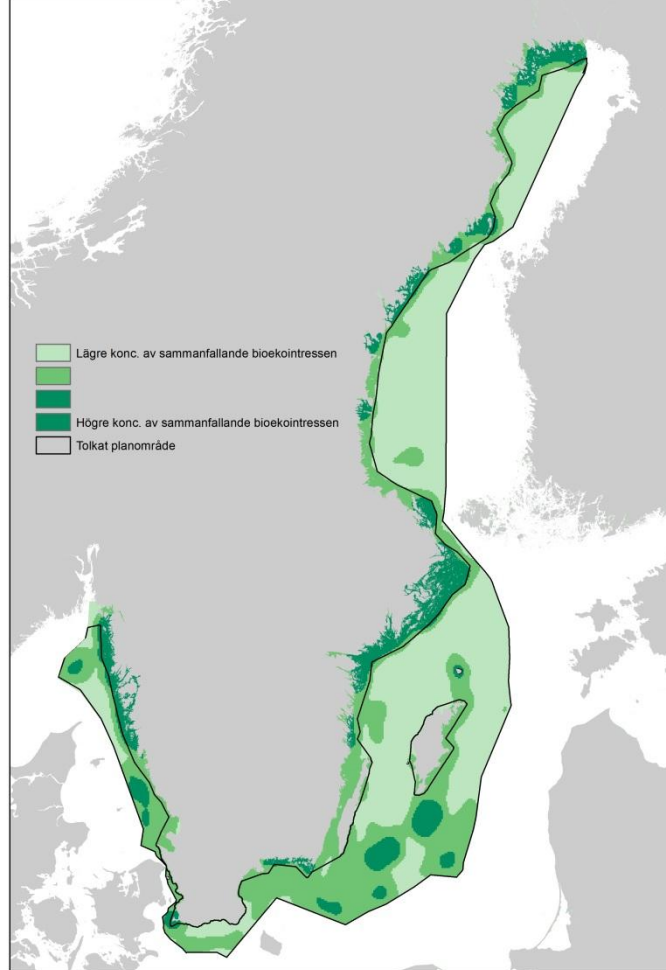 Lägre konc. av sammanfallande bioekointressen
Högre konc. av sammanfallande bioekointressen
Tolkat planområde